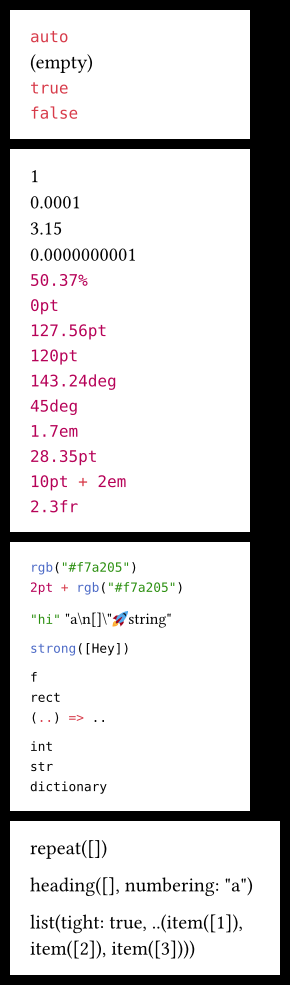 auto
(empty)
true
false
1
0.0001
3.15
0.0000000001
50.37%
0pt
127.56pt
120pt
143.24deg
45deg
1.7em
28.35pt
10pt + 2em
2.3fr
rgb("#f7a205")
2pt + rgb("#f7a205")
"hi" "a\n[]\"🚀string"
strong([Hey])
f
rect
(..) => ..
int
str
dictionary
repeat([])
heading([], numbering: "a")
list(tight: true, ..(item([1]),
item([2]), item([3])))